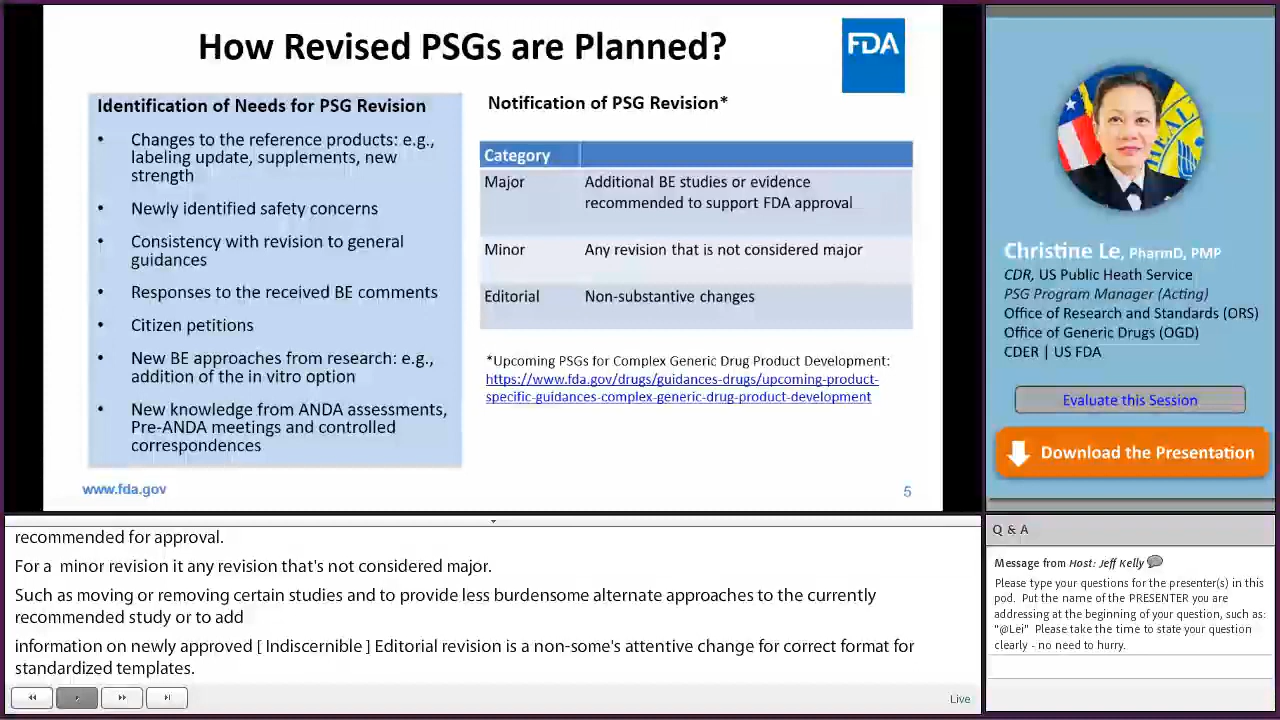 How Revised PSGs are Planned?
FDA
Identification of Needs for PSG Revision
• Changes to the reference products: e.g.,
labeling update, supplements, new
strength
• Newly identified safety concerns
• Consistency with revision to general
guidances
• Responses to the received BE comments
• Citizen petitions
• New BE approaches from research: e.g.,
addition of the in vitro option
• New knowledge from ANDA assessments,
Pre-ANDA meetings and controlled
correspondences
Notification of PSG Revision*
Category
Major Additional BE studies or evidence
recommended to support FDA approval
Minor Any revision that is not considered major
Editorial Non-substantive changes
*Upcoming PSGs for Complex Generic Drug Product Development:
https://www.fda.gov/drugs/guidances-drugs/upcoming-product-
specific-guidances-complex-generic-drug-product-development
www.fda.gov
5
Christine Le, PharmD, PMP
CDR, US Public Heath Service
PSG Program Manager (Acting)
Office of Research and Standards (ORS)
Office of Generic Drugs (OGD)
CDER | US FDA
Evaluate this Session
Download the Presentation
recommended for approval.
For a minor revision it any revision that's not considered major.
Such as moving or removing certain studies and to provide less burdensome alternate approaches to the currently
recommended study or to add
information on newly approved [ Indiscernible ] Editorial revision is a non-some's attentive change for correct format for
standardized templates.
Live
Q & A
Message from Host: Jeff Kelly
Please type your questions for the presenter(s) in this
pod. Put the name of the PRESENTER you are
addressing at the beginning of your question, such as:
"@Lei" Please take the time to state your question
clearly - no need to hurry.